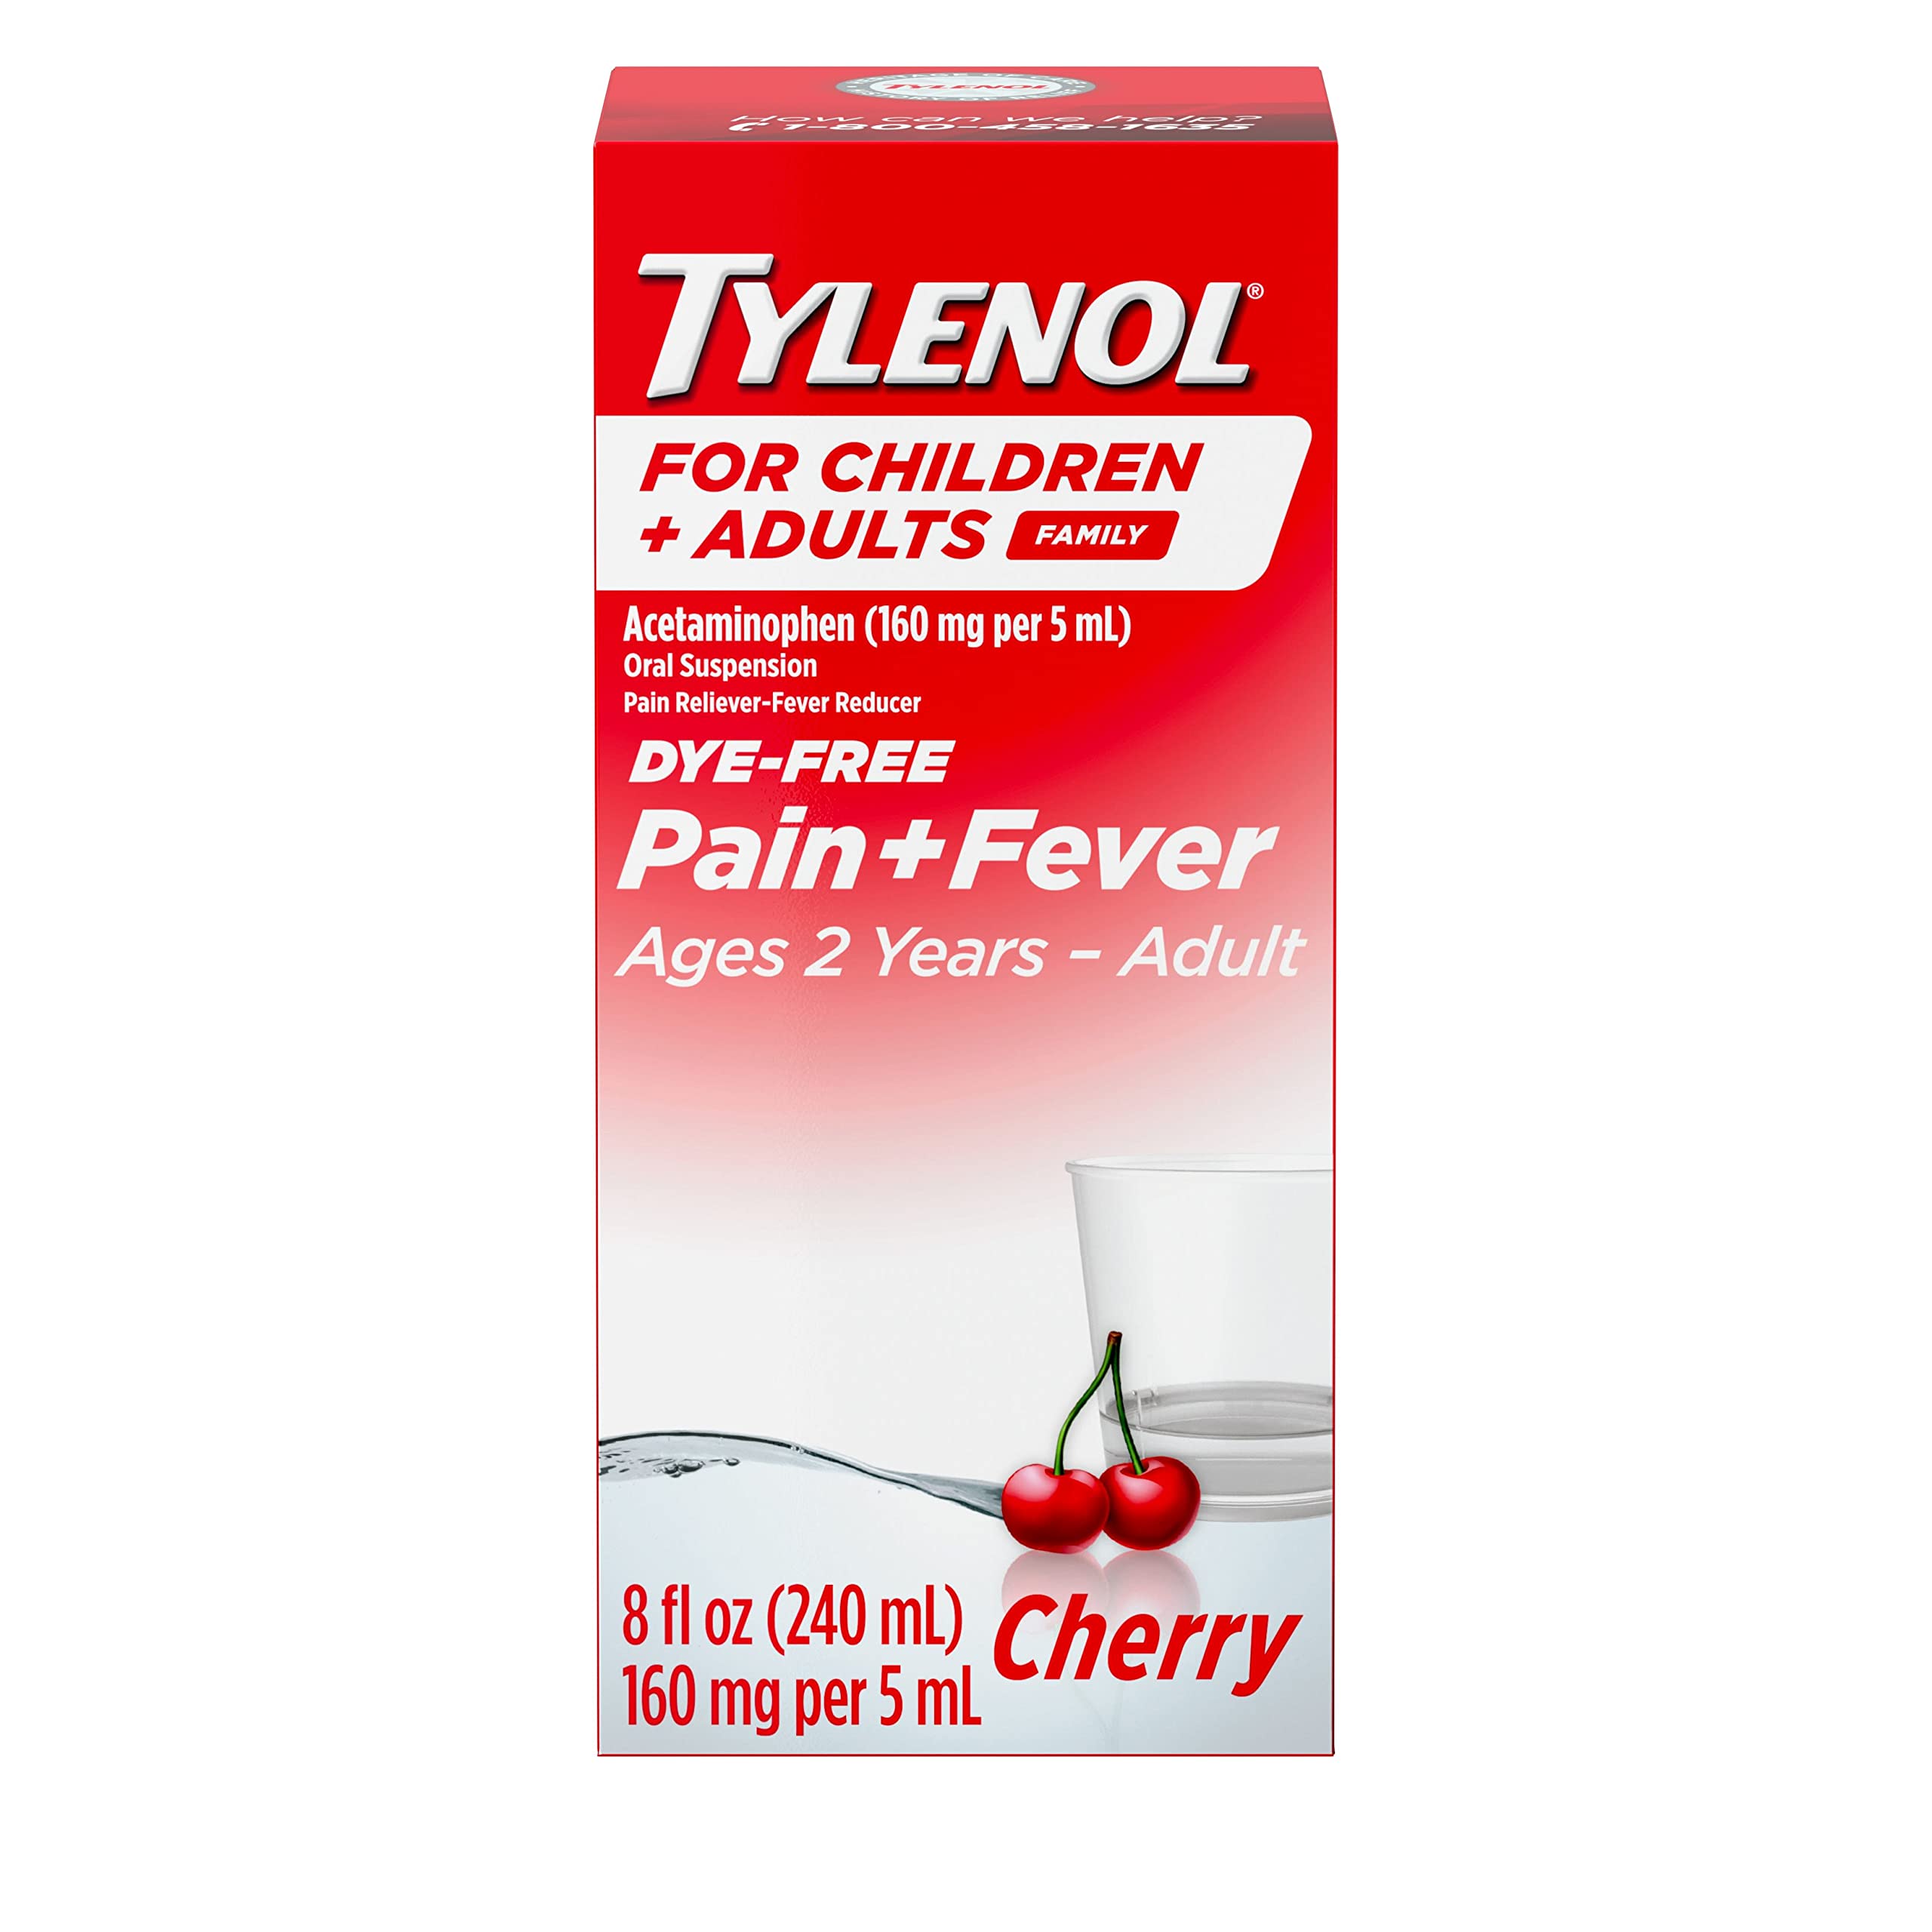 TYLENOL
How can we help?
1-800-458-1635
TYLENOL®
FOR CHILDREN
+ ADULTS FAMILY
Acetaminophen (160 mg per 5 mL)
Oral Suspension
Pain Reliever-Fever Reducer
DYE-FREE
Pain+Fever
Ages 2 Years – Adult
8 fl oz (240 mL)
160 mg per 5 mL
Cherry